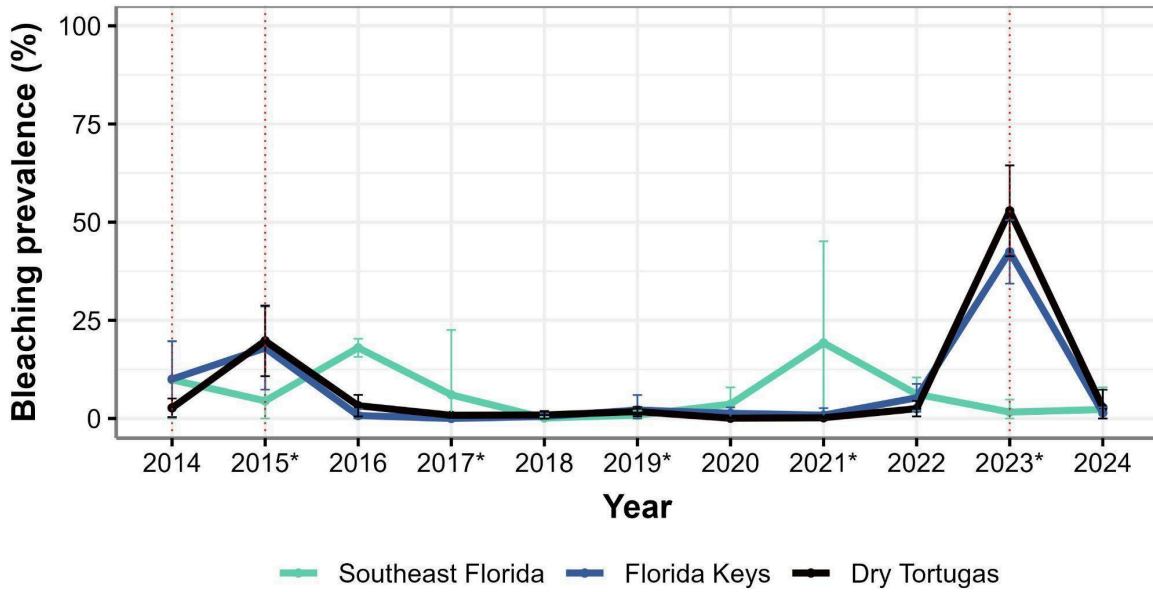 Bleaching prevalence (%)
100
75
50
25
0
2014 2015* 2016 2017* 2018 2019* 2020 2021* 2022 2023* 2024
Year
Southeast Florida Florida Keys Dry Tortugas